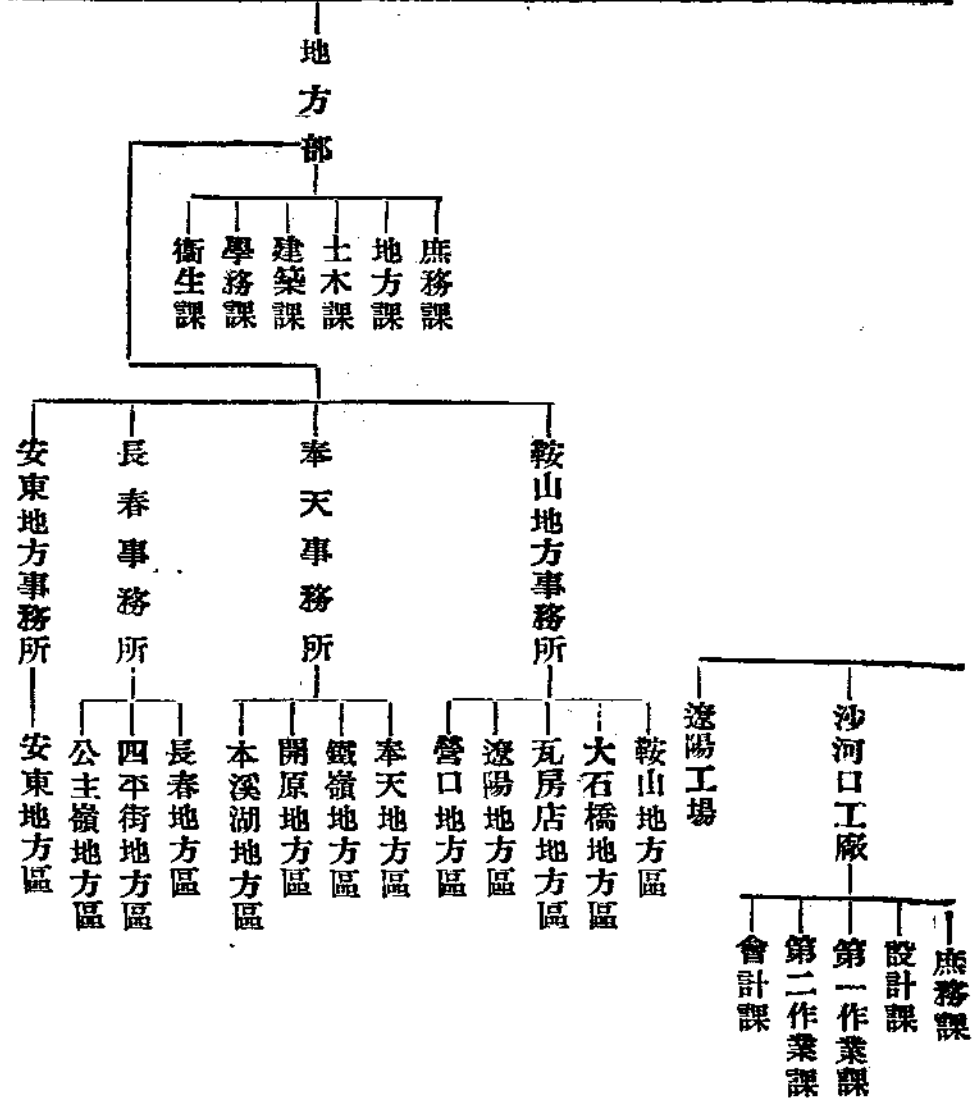 沙河口工廠
庶務課
設計課
第一作業課
第二作業課
會計課
遼陽工場
地方部
庶務課
地方課
土木課
建築課
學務課
衞生課
鞍山地方事務所
鞍山地方區
大石橋地方區
瓦房店地方區
遼陽地方區
營口地方區
奉天事務所
奉天地方區
鐵嶺地方區
開原地方區
本溪湖地方區
長春事務所
長春地方區
四平街地方區
公主嶺地方區
安東地方事務所
安東地方區